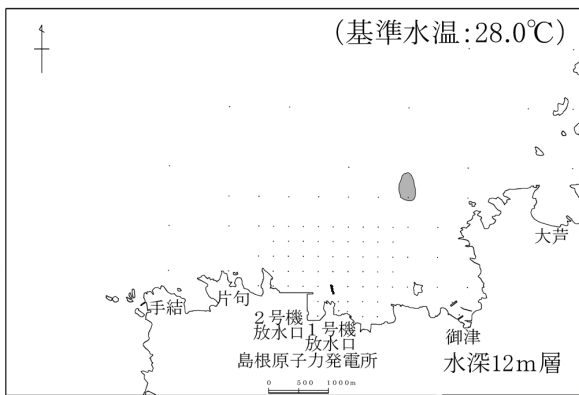 (基準水温:28.0℃)
大芦
手結
片句
2号機
放水口
1号機
放水口
御津
島根原子力発電所
水深12m層
0 500 1000m